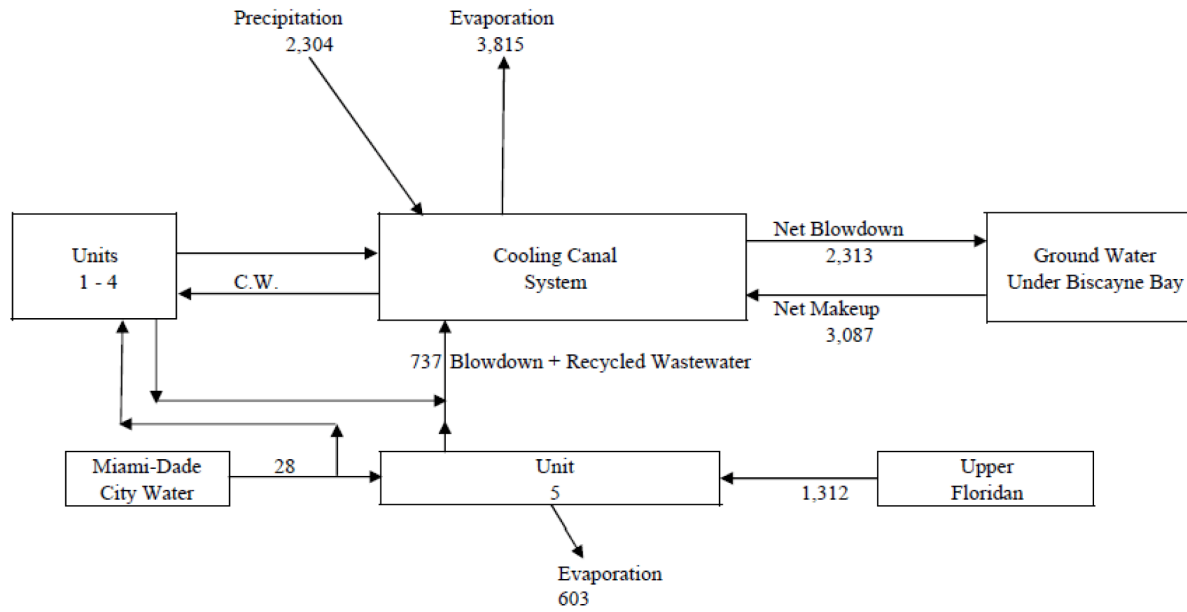 Precipitation
2,304
Evaporation
3,815
Units
1 - 4
C.W.
Cooling Canal
System
Net Blowdown
2,313
Net Makeup
3,087
Ground Water
Under Biscayne Bay
737 Blowdown + Recycled Wastewater
Miami-Dade
City Water
28
Unit
5
1,312
Upper
Floridan
Evaporation
603